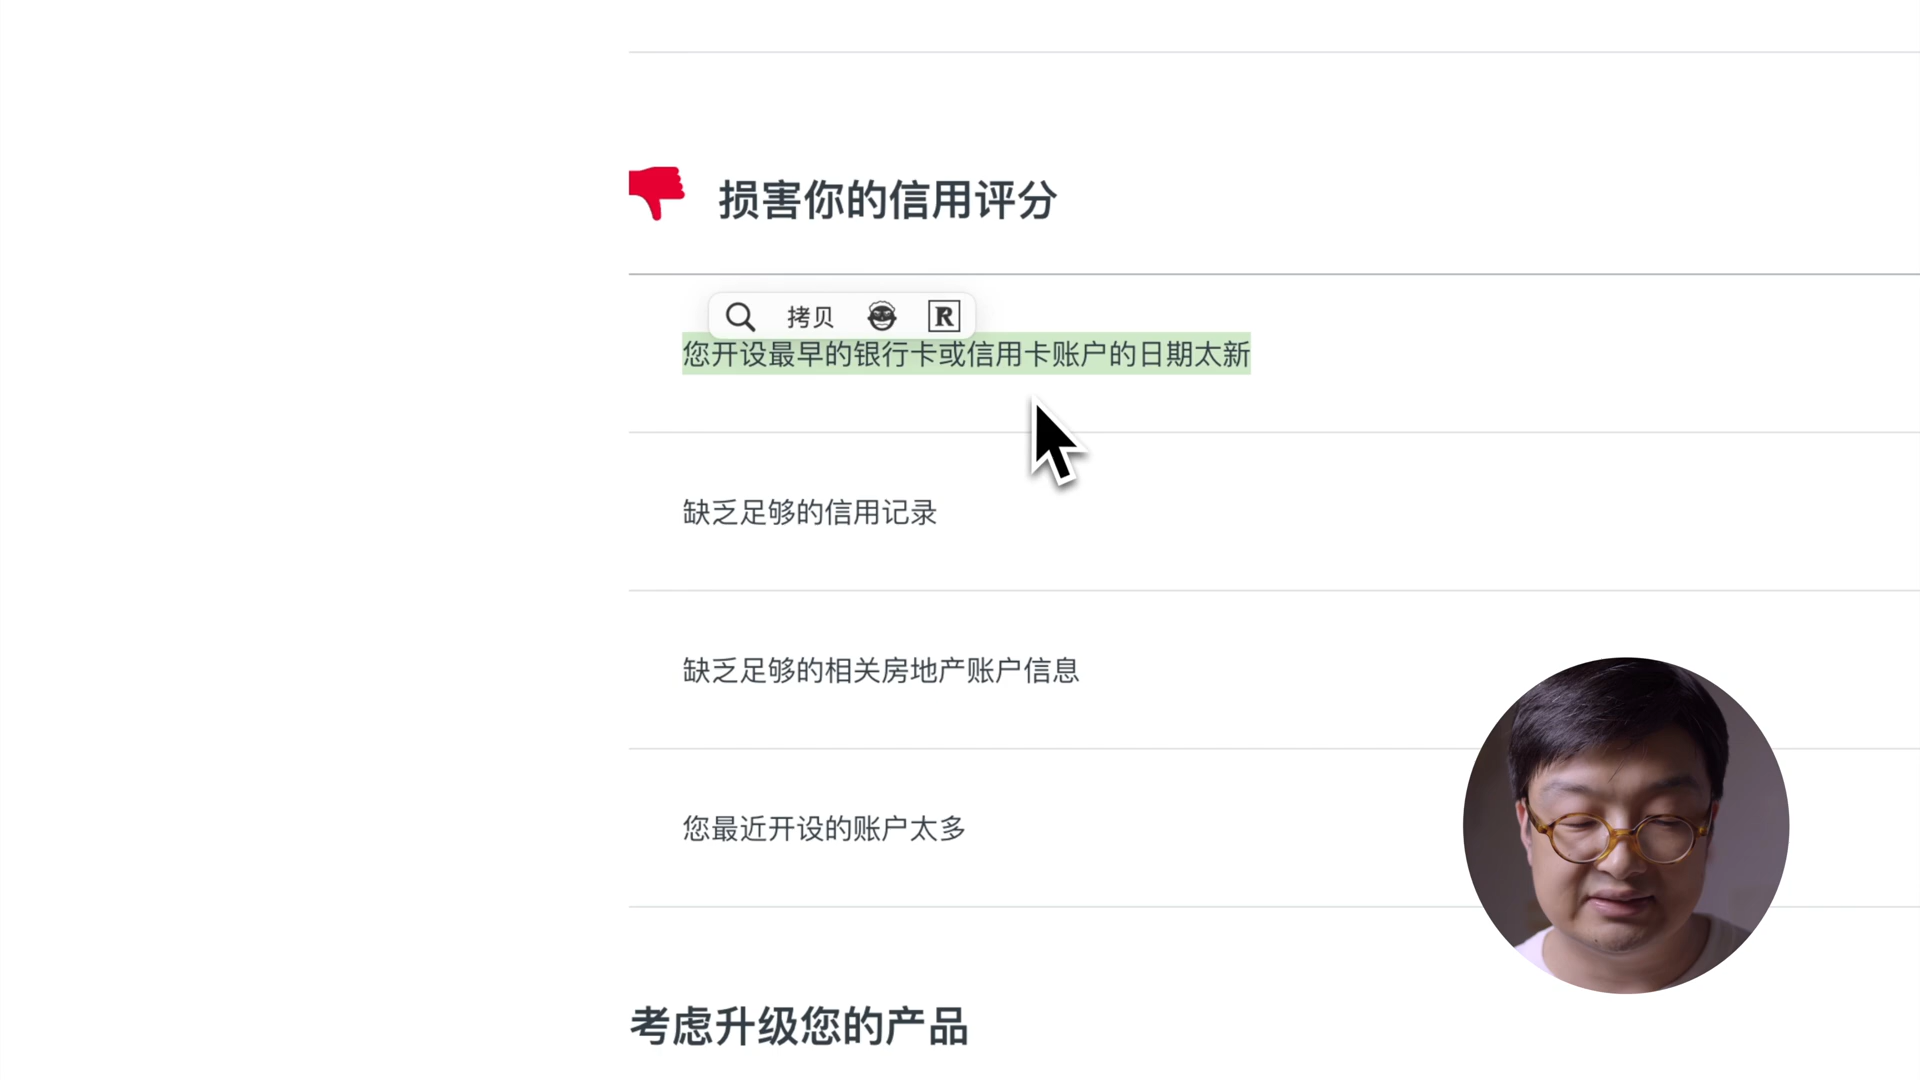 损害你的信用评分
拷贝 R
您开设最早的银行卡或信用卡账户的日期太新
缺乏足够的信用记录
缺乏足够的相关房地产账户信息
您最近开设的账户太多
考虑升级您的产品